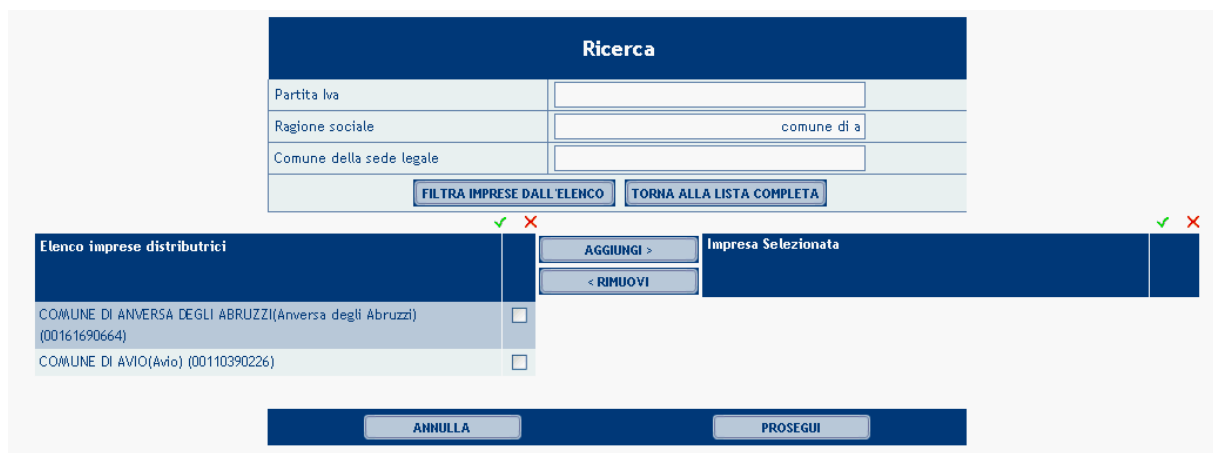 Ricerca
Partita Iva
Ragione sociale comune di a
Comune della sede legale
FILTRA IMPRESE DALL'ELENCO TORNA ALLA LISTA COMPLETA
Elenco imprese distributrici AGGIUNGI > Impresa Selezionata
< RIMUOVI
COMUNE DI ANVERSA DEGLI ABRUZZI(Anversa degli Abruzzi)
(00161690664)
COMUNE DI AVIO(Avio) (00110390226)
ANNULLA PROSEGUI